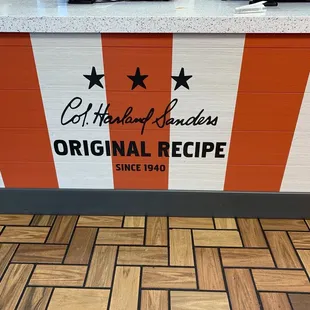 Col. Harland Sanders
ORIGINAL RECIPE
SINCE 1940